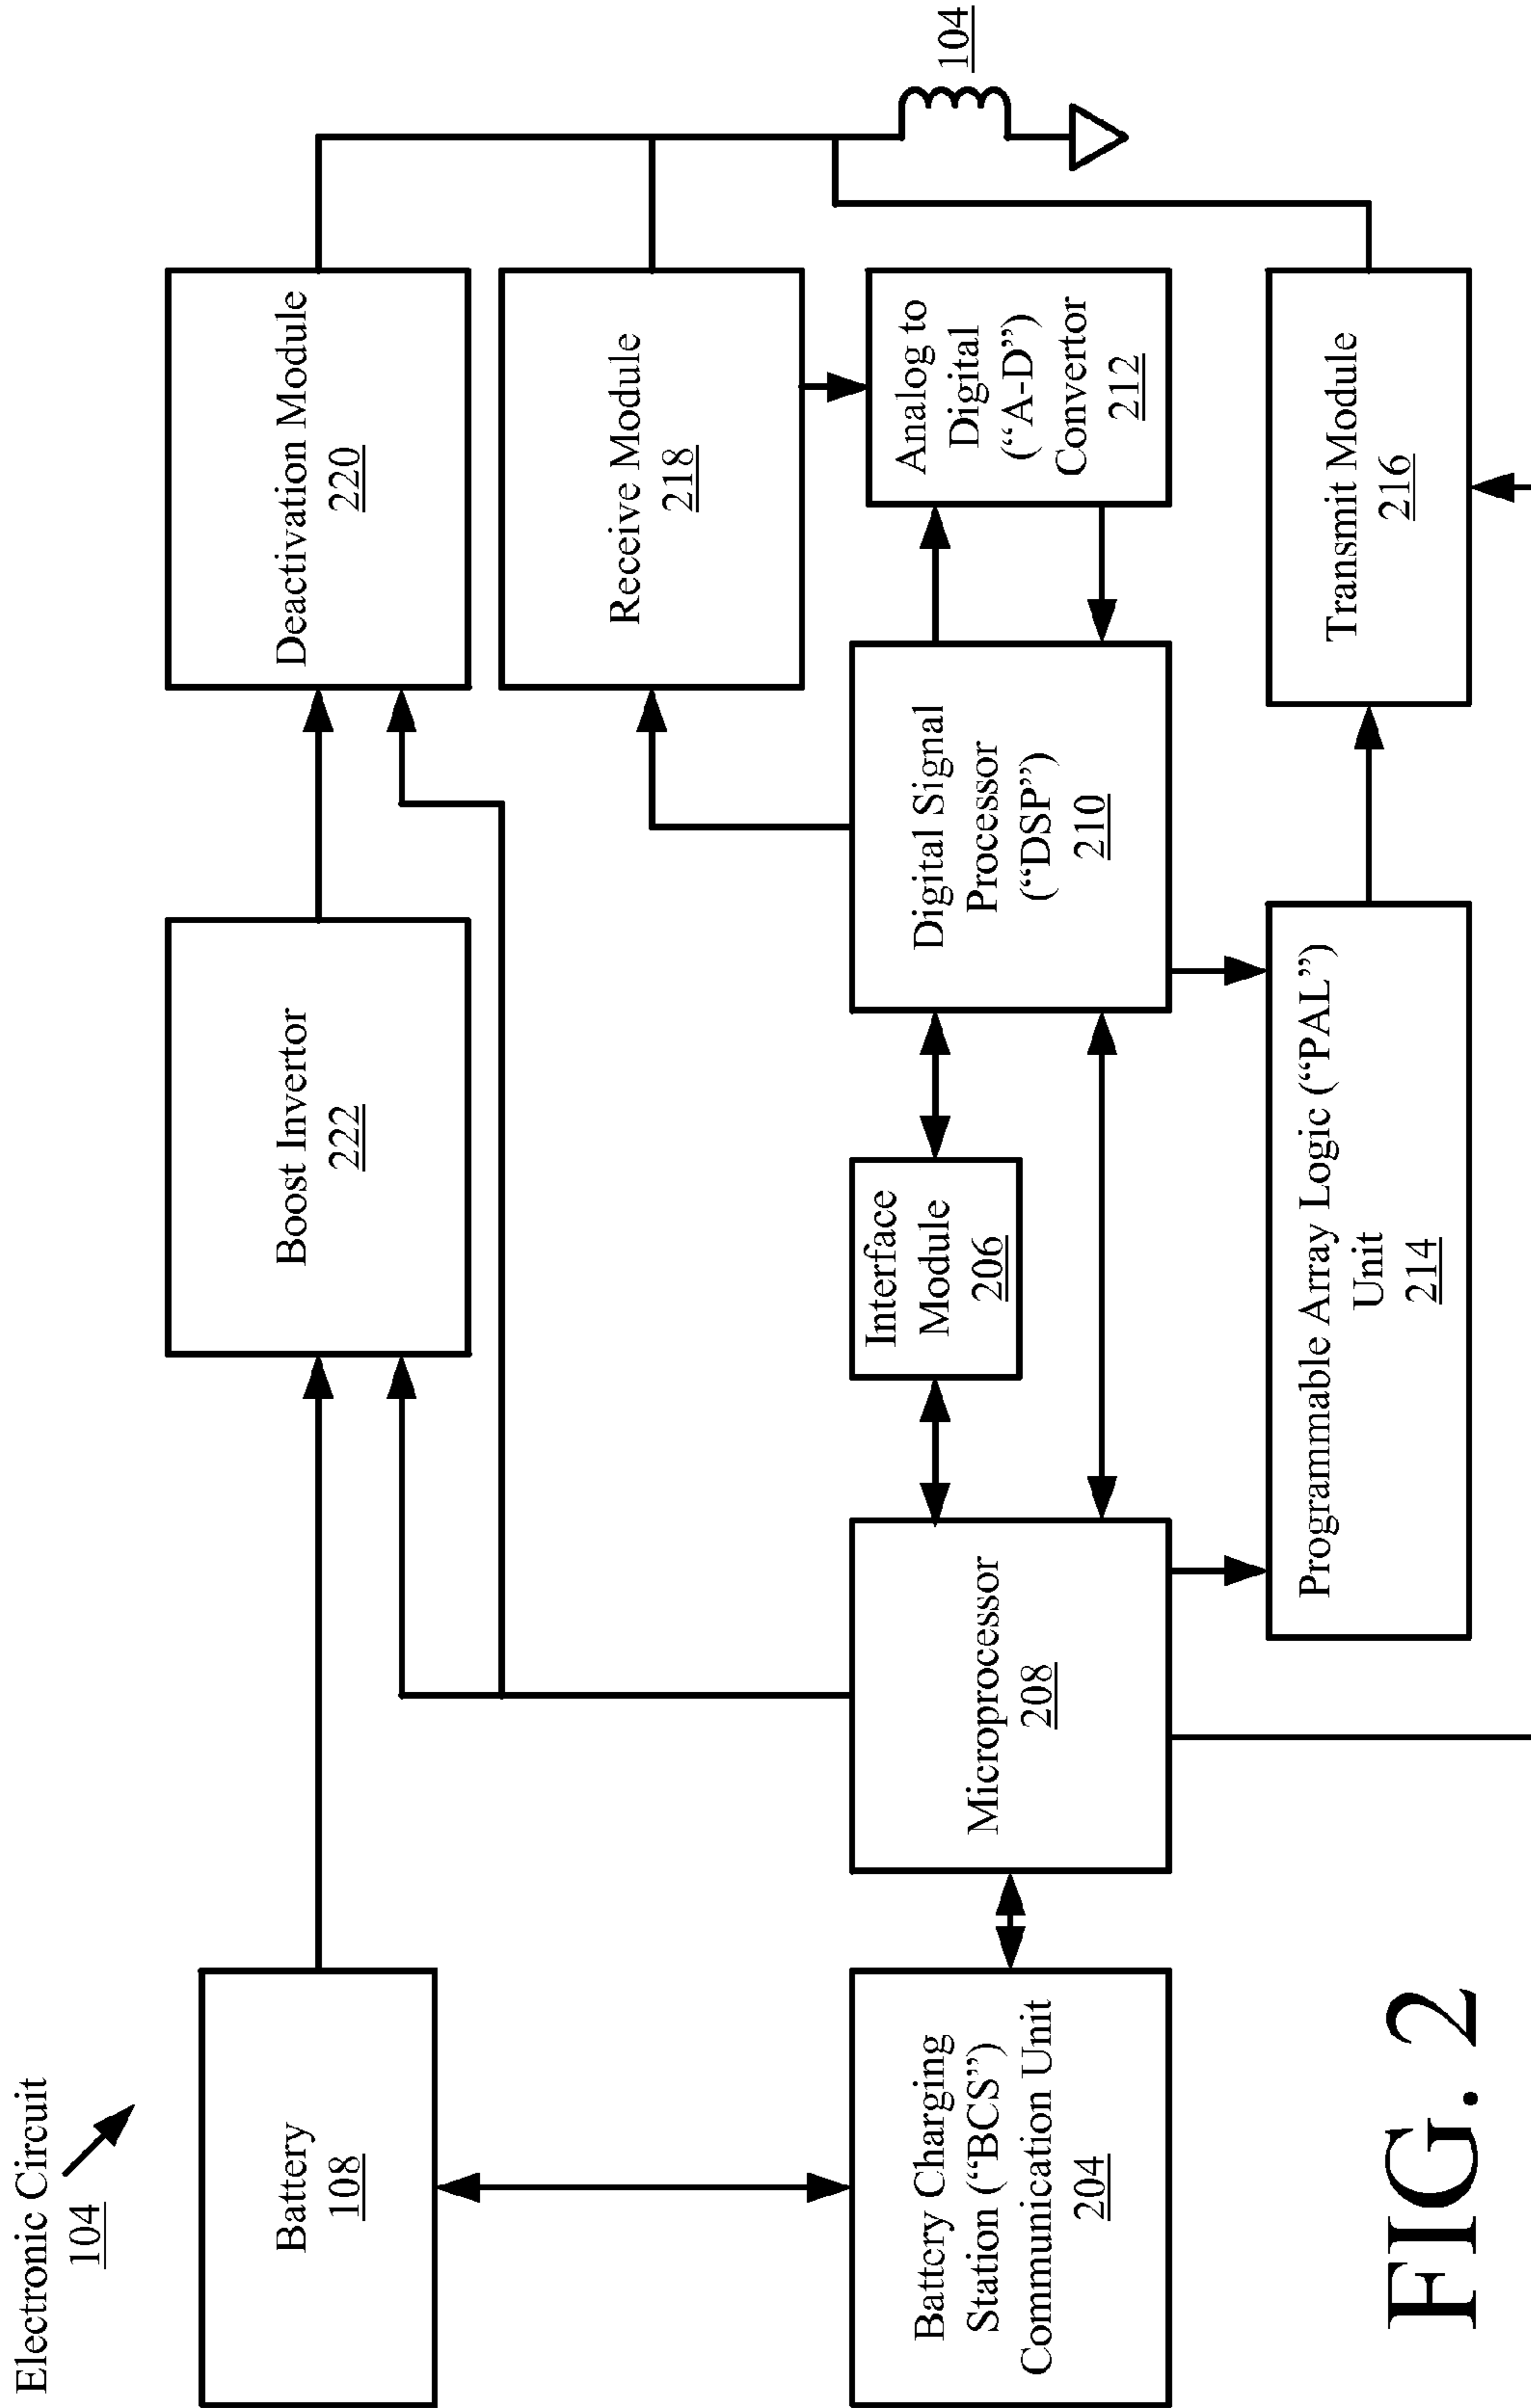 Electronic Circuit
104
Battery
108
Boost Invertor
222
Deactivation Module
220
Receive Module
218
104
Battery Charging
Station (“BCS”)
Communication Unit
204
Microprocessor
208
Interface
Module
206
Digital Signal
Processor
(“DSP”)
210
Analog to
Digital
(“A-D”)
Convertor
212
Programmable Array Logic (“PAL”)
Unit
214
Transmit Module
216
FIG. 2